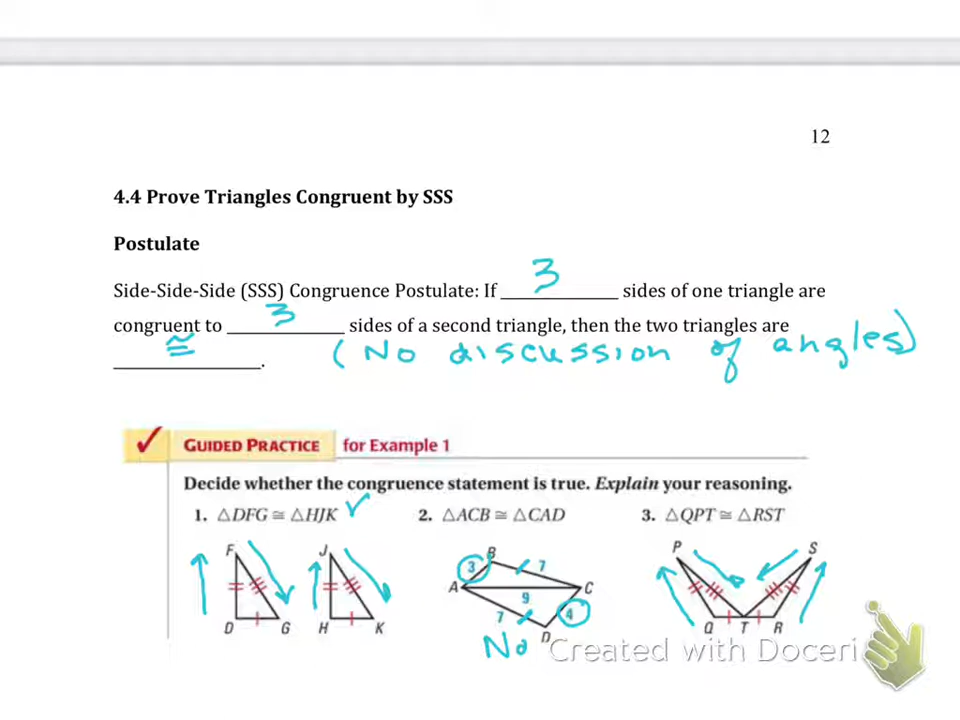 12
4.4 Prove Triangles Congruent by SSS
Postulate
3
Side-Side-Side (SSS) Congruence Postulate: If ____________ sides of one triangle are
3
congruent to ____________ sides of a second triangle, then the two triangles are
≅ (No discussion of angles)
_______________.
✓ GUIDED PRACTICE for Example 1
Decide whether the congruence statement is true. Explain your reasoning.
1. △DFG ≅ △HJK ✓ 2. △ACB ≅ △CAD 3. △QPT ≅ △RST
F J B P S
3 7
A C
9
7 4
D G H K D Q T R
No
Created with Doceri